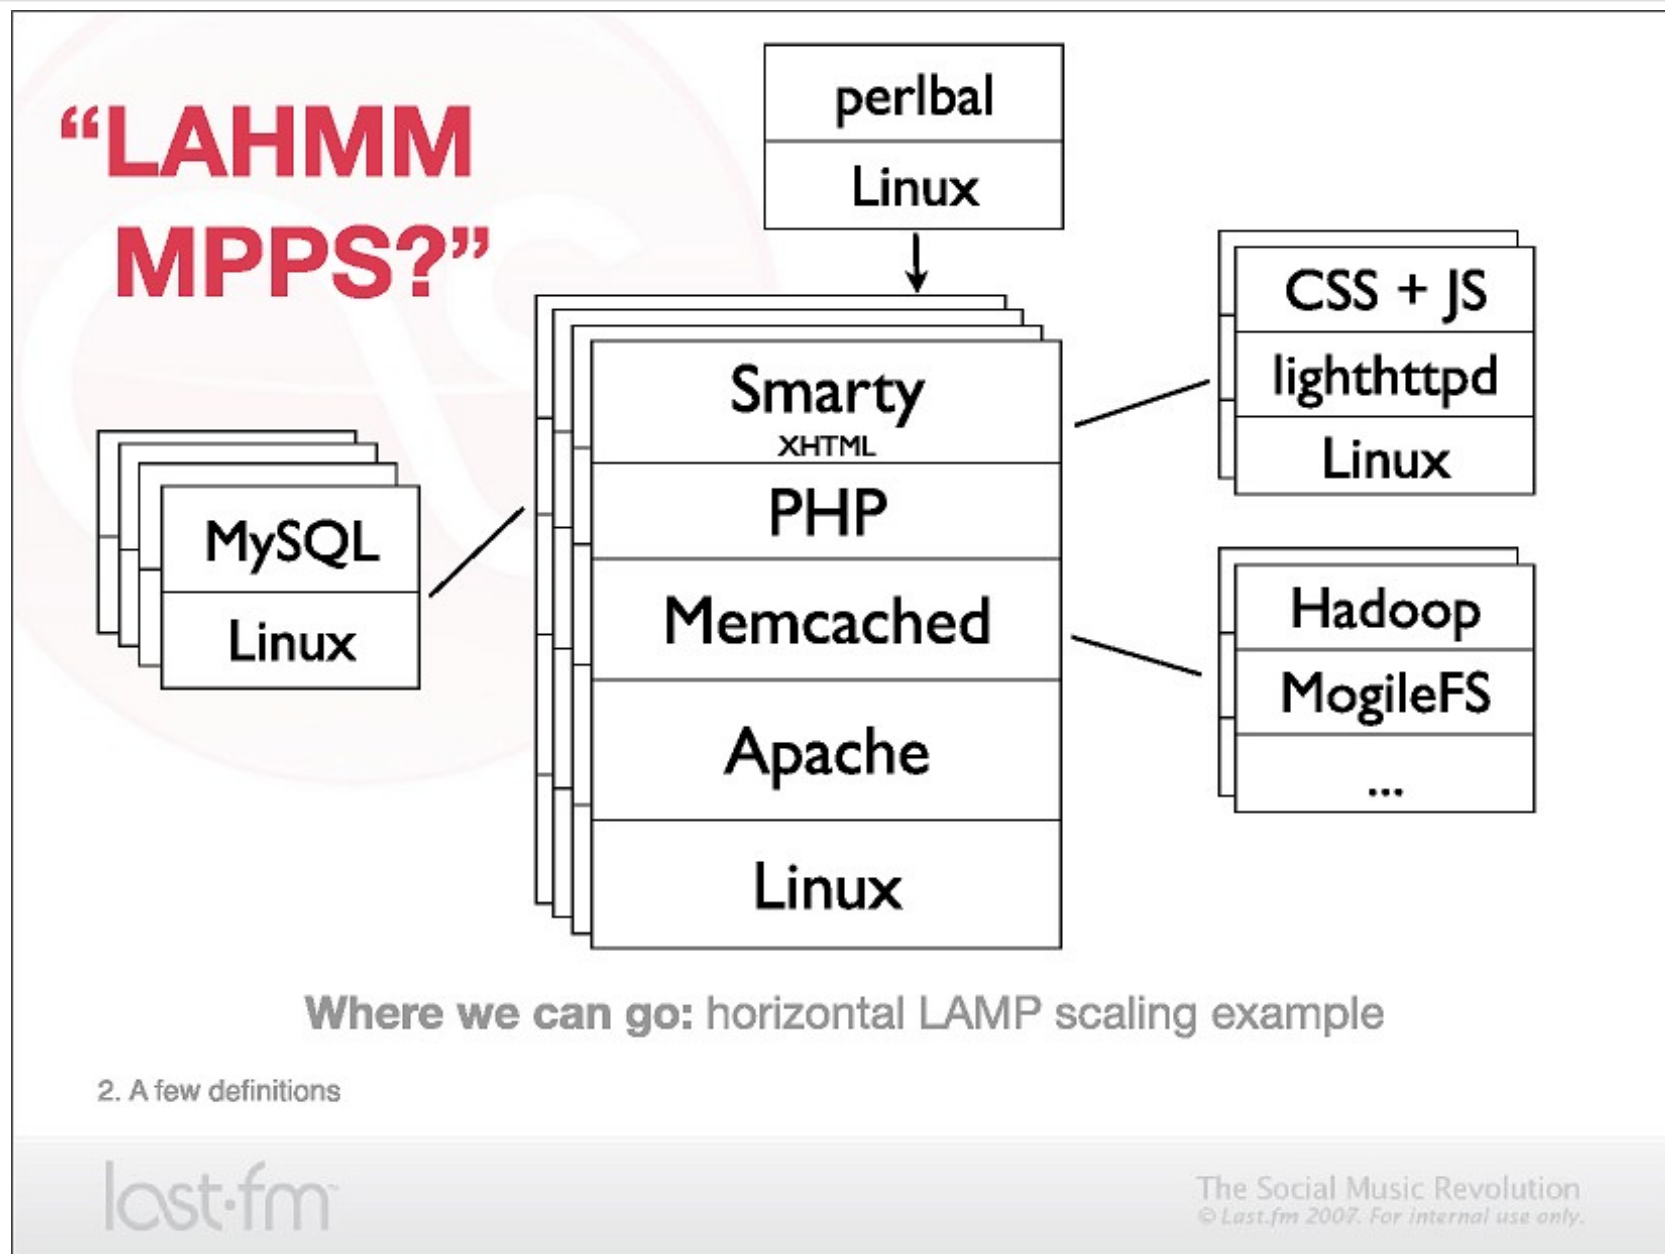 “LAHMM
MPPS?”
perlbal
Linux
CSS + JS
lighthttpd
Linux
Smarty
XHTML
PHP
Memcached
Apache
Linux
MySQL
Linux
Hadoop
MogileFS
...
Where we can go: horizontal LAMP scaling example
2. A few definitions
last.fm
The Social Music Revolution
© Last.fm 2007. For internal use only.